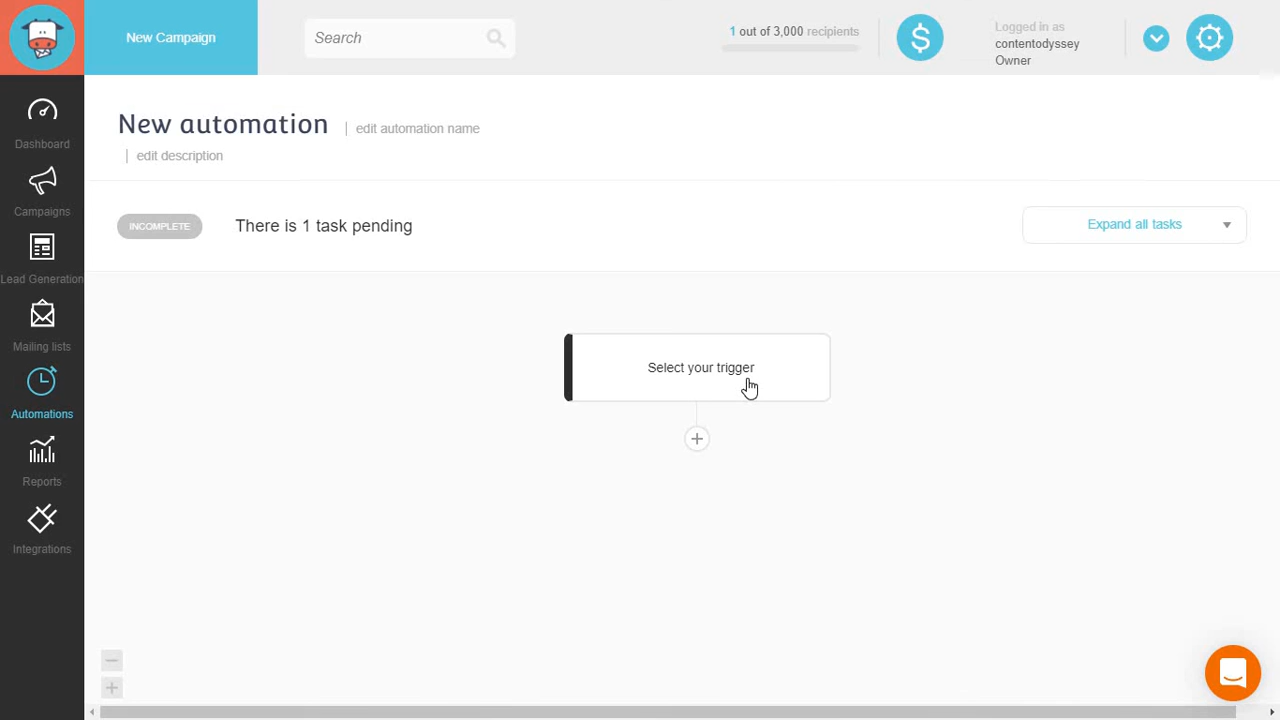 New Campaign
Search
1 out of 3,000 recipients
$
Logged in as
contentodyssey
Owner
Dashboard
Campaigns
Lead Generation
Mailing lists
Automations
Reports
Integrations
New automation | edit automation name
| edit description
INCOMPLETE
There is 1 task pending
Expand all tasks
Select your trigger
+
−
+